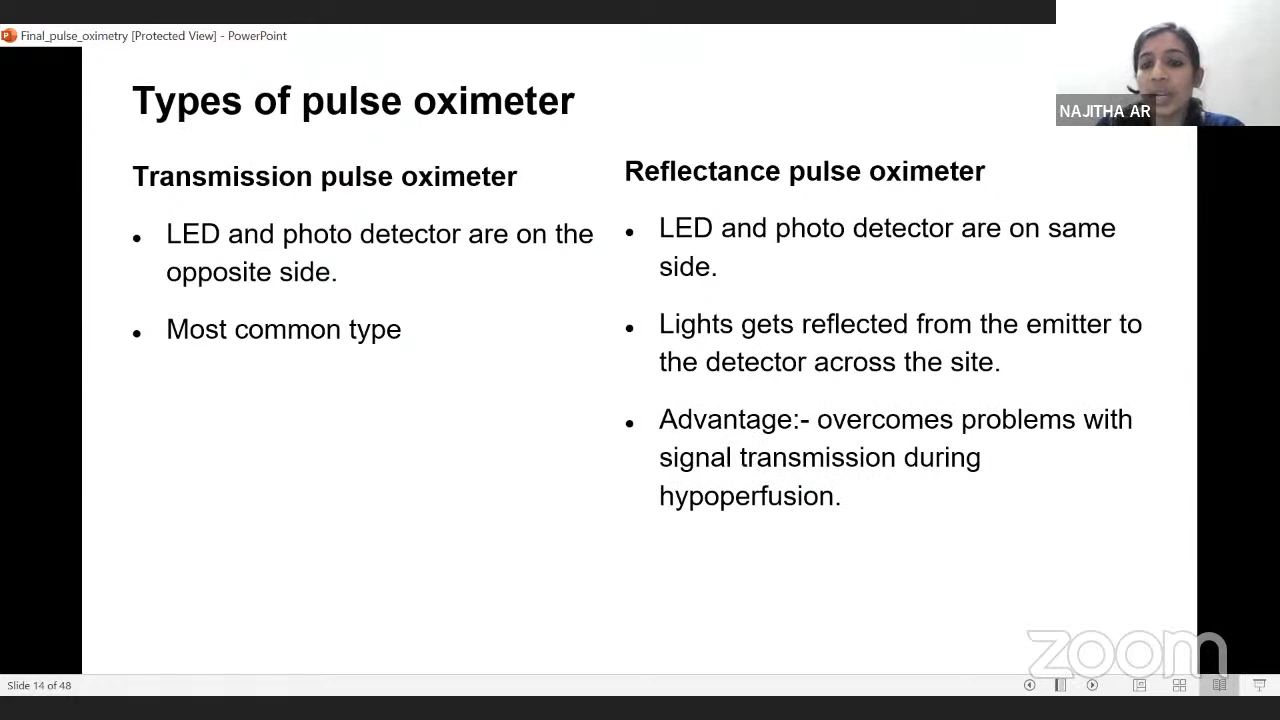 Final_pulse_oximetry [Protected View] - PowerPoint
NAJITHA AR
Types of pulse oximeter
Transmission pulse oximeter
● LED and photo detector are on the
opposite side.
● Most common type
Reflectance pulse oximeter
● LED and photo detector are on same
side.
● Lights gets reflected from the emitter to
the detector across the site.
● Advantage:- overcomes problems with
signal transmission during
hypoperfusion.
zoom
Slide 14 of 48